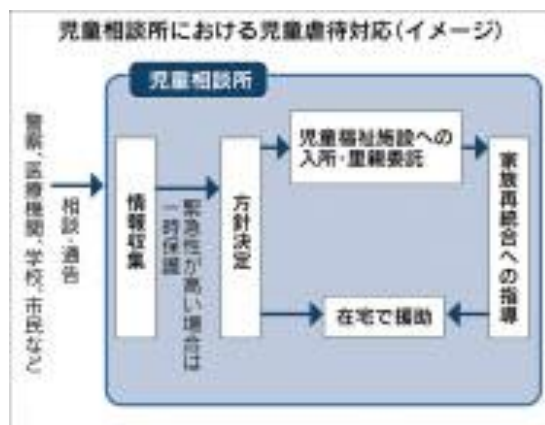 児童相談所における児童虐待対応(イメージ)
児童相談所
警察、医療機関、学校、市民など
相談・通告
情報収集
緊急性が高い場合は
一時保護
方針決定
児童福祉施設への
入所・里親委託
在宅で援助
家族再統合への指導